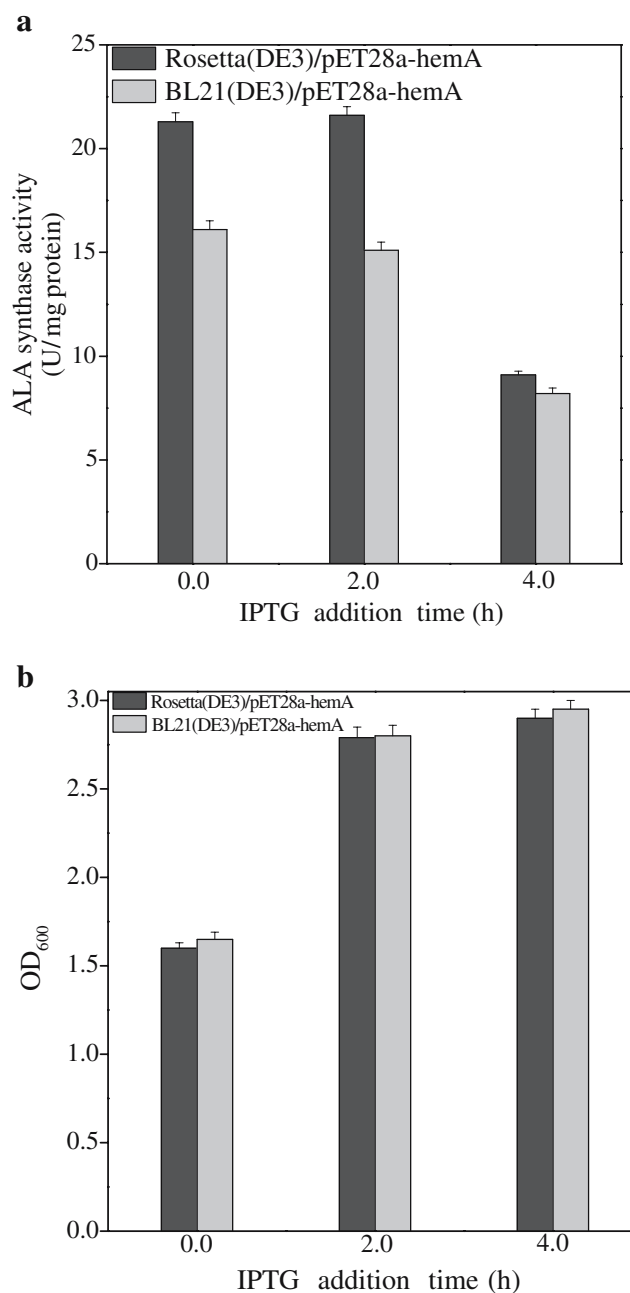 a
25
20
15
10
5
0
Rosetta(DE3)/pET28a-hemA
BL21(DE3)/pET28a-hemA
ALA synthase activity
(U/mg protein)
0.0 2.0 4.0
IPTG addition time (h)
b
3.0
2.5
2.0
1.5
1.0
0.5
0.0
Rosetta(DE3)/pET28a-hemA
BL21(DE3)/pET28a-hemA
OD600
0.0 2.0 4.0
IPTG addition time (h)